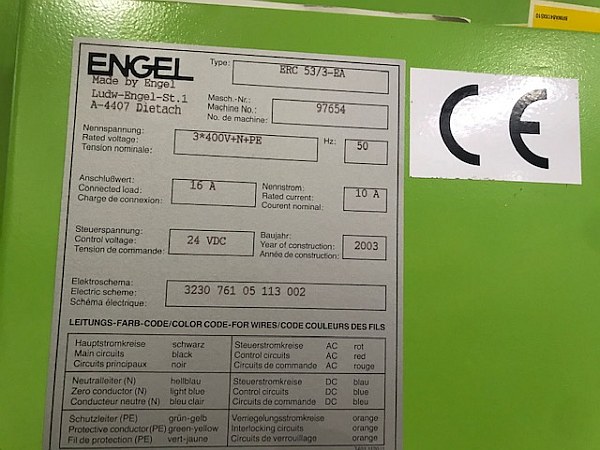 ENGEL
Made by Engel
Ludw-Engel-St.1
A-4407 Dietach
Type: ERC 53/3-EA
Masch.-Nr.:
Machine No.: 97654
No. de machine:
Nennspannung:
Rated voltage: 3*400V+N+PE Hz: 50
Tension nominale:
Anschlußwert:
Connected load: 16 A
Charge de connexion:
Nennstrom:
Rated current: 10 A
Courent nominal:
Steuerspannung:
Control voltage: 24 VDC
Tension de commande:
Baujahr:
Year of construction: 2003
Année de construction:
Elektroschema:
Electric scheme: 3230 761 05 113 002
Schéma électrique:
LEITUNGS-FARB-CODE/COLOR CODE-FOR WIRES/CODE COULEURS DES FILS
Hauptstromkreise schwarz Steuerstromkreise AC rot
Main circuits black Control circuits AC red
Circuits principaux noir Circuits de commande AC rouge
Neutralleiter (N) hellblau Steuerstromkreise DC blau
Zero conductor (N) light blue Control circuits DC blue
Conducteur neutre (N) bleu clair Circuits de commande DC bleu
Schutzleiter (PE) grün-gelb Verriegelungsstromkreise orange
Protective conductor (PE) green-yellow Interlocking circuits orange
Fil de protection (PE) vert-jaune Circuits de verrouillage orange
CE